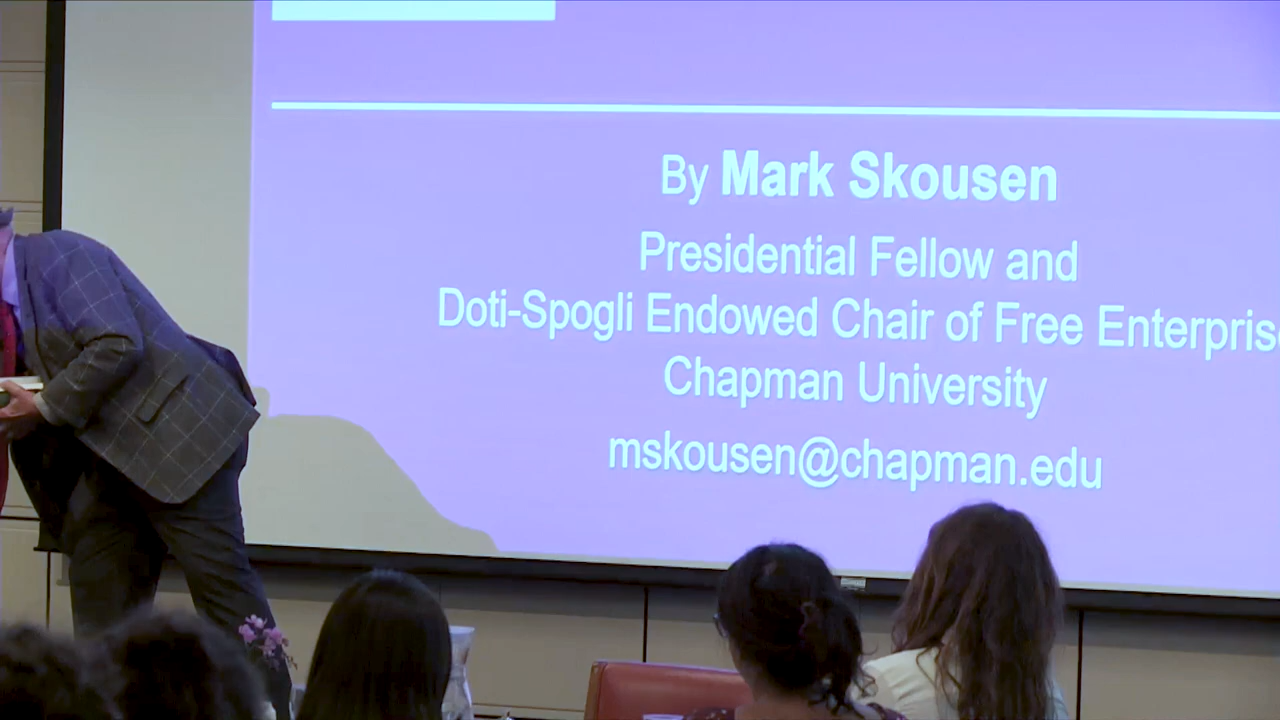 By Mark Skousen
Presidential Fellow and
Doti-Spogli Endowed Chair of Free Enterprise
Chapman University
mskousen@chapman.edu